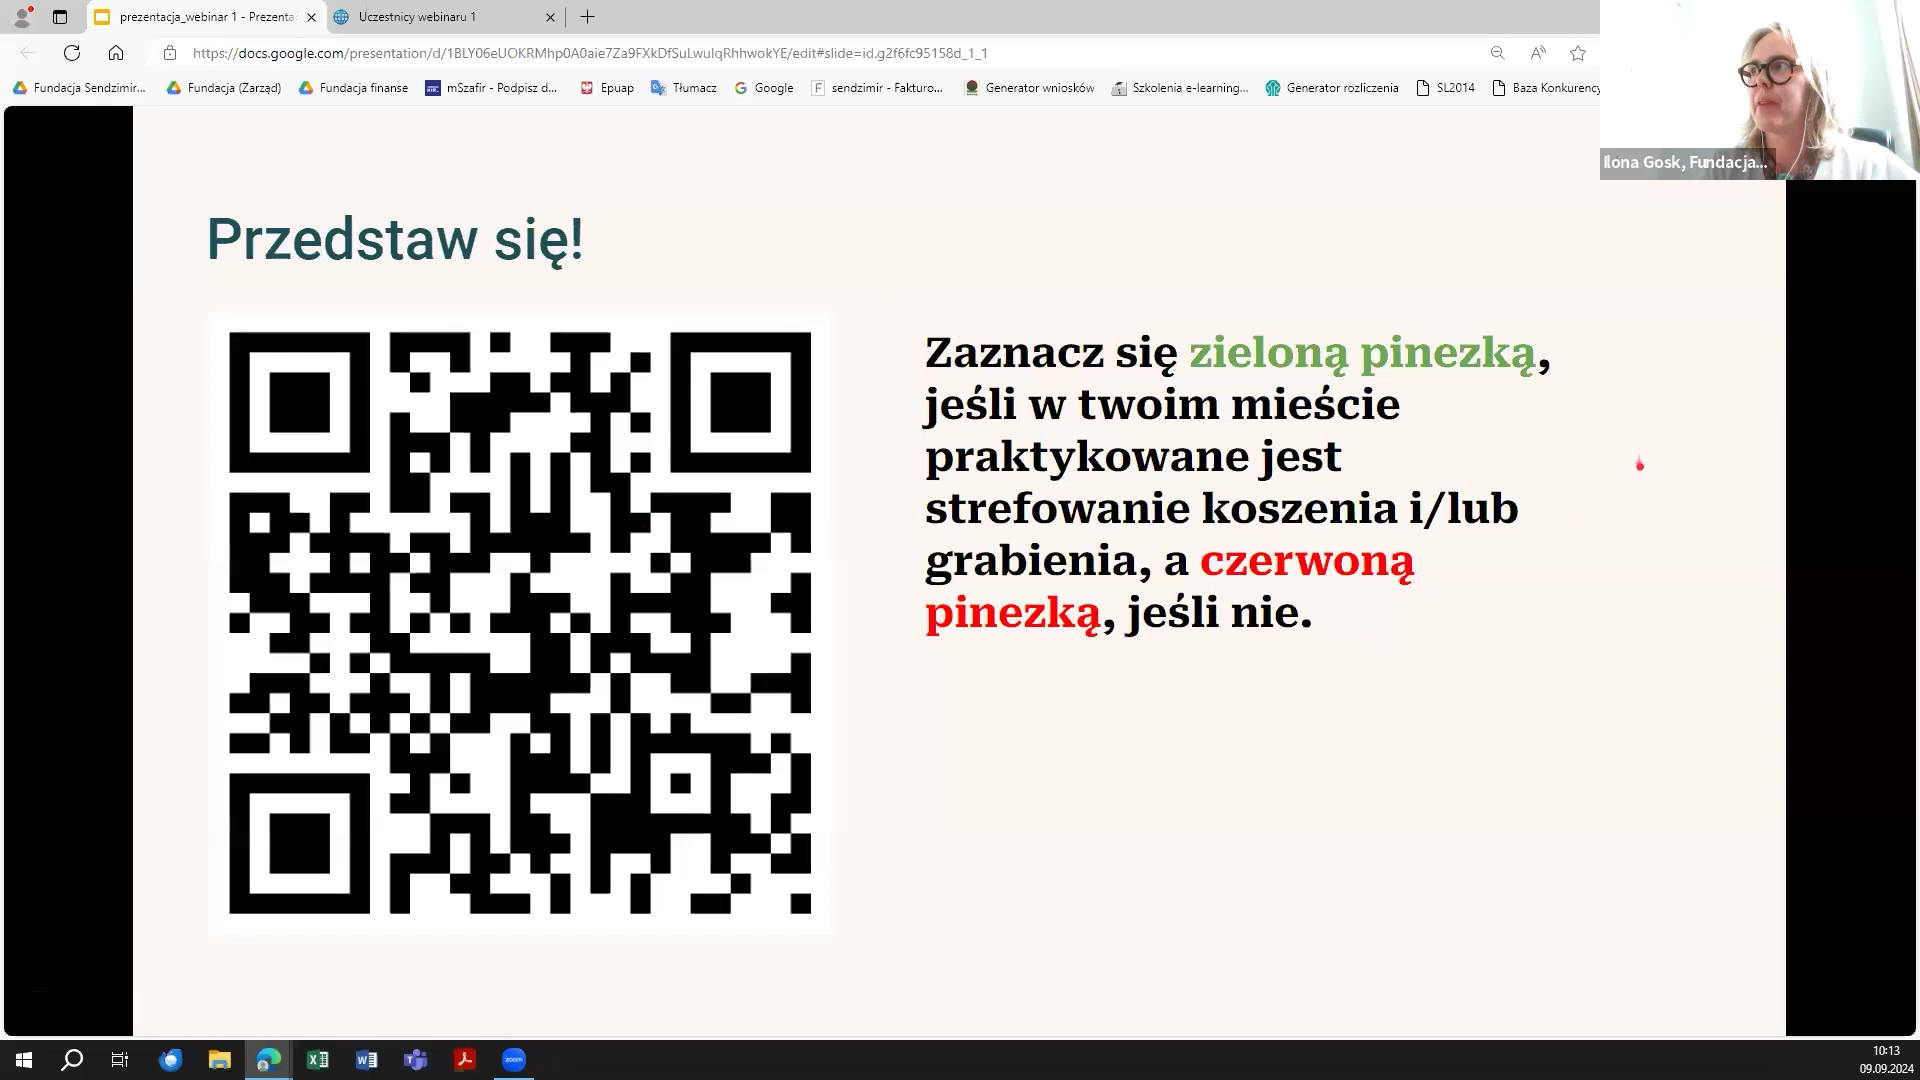 prezentacja_webinar 1 - Prezenta
Uczestnicy webinaru 1
https://docs.google.com/presentation/d/1BLY06eUOKRMhp0A0aie7Za9FXkDfSuLwulqRhhwokYE/edit#slide=id.g2f6fc95158d_1_1
Fundacja Sendzimir... Fundacja (Zarząd) Fundacja finanse mSzafir - Podpisz d... Epuap Tłumacz Google sendzimir - Fakturo... Generator wniosków Szkolenia e-learning... Generator rozliczenia SL2014 Baza Konkurency
Ilona Gosk, Fundacja...
Przedstaw się!
Zaznacz się zieloną pinezką,
jeśli w twoim mieście
praktykowane jest
strefowanie koszenia i/lub
grabienia, a czerwoną
pinezką, jeśli nie.
zoom
10:13
09.09.2024